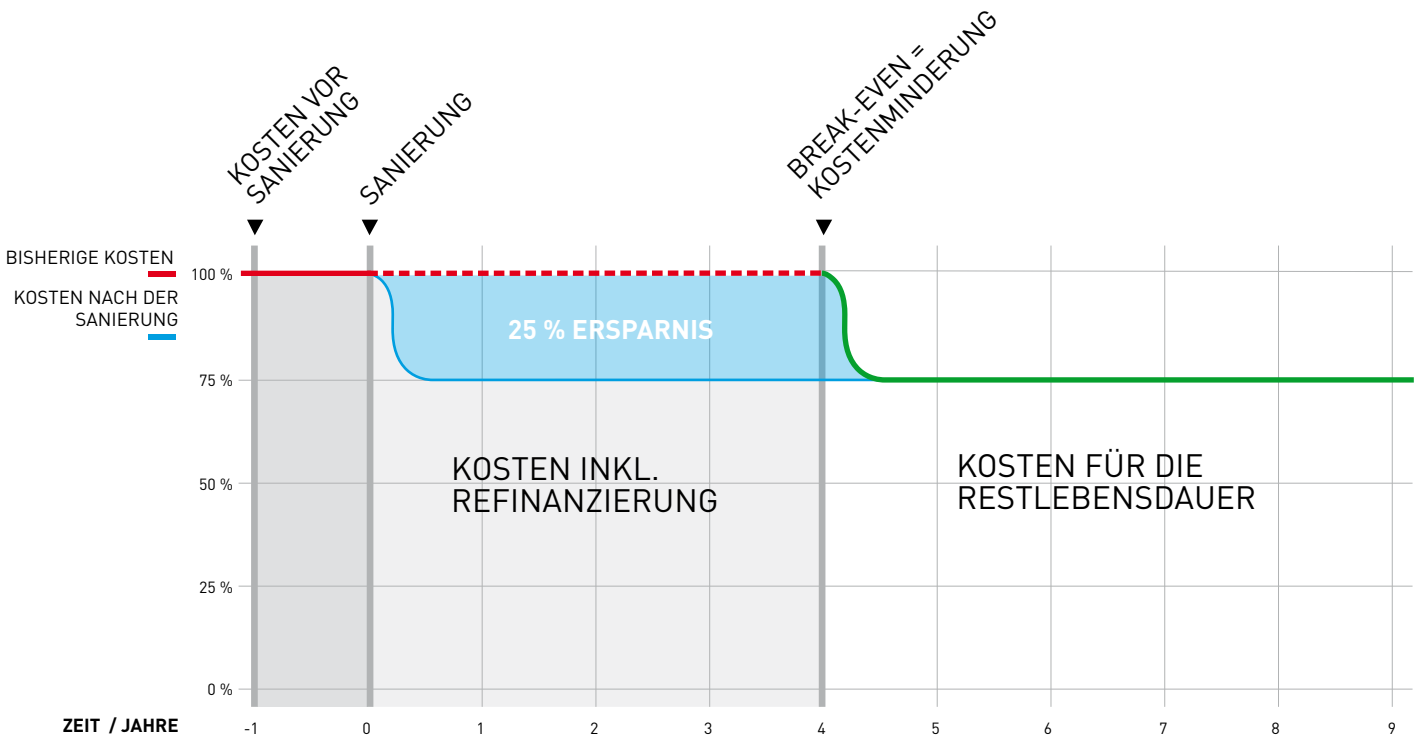 KOSTEN VOR
SANIERUNG
SANIERUNG
BREAK-EVEN =
KOSTENMINDERUNG
BISHERIGE KOSTEN
KOSTEN NACH DER
SANIERUNG
100 %
25 % ERSPARNIS
75 %
KOSTEN INKL.
REFINANZIERUNG
KOSTEN FÜR DIE
RESTLEBENSDAUER
50 %
25 %
0 %
ZEIT / JAHRE
-1 0 1 2 3 4 5 6 7 8 9